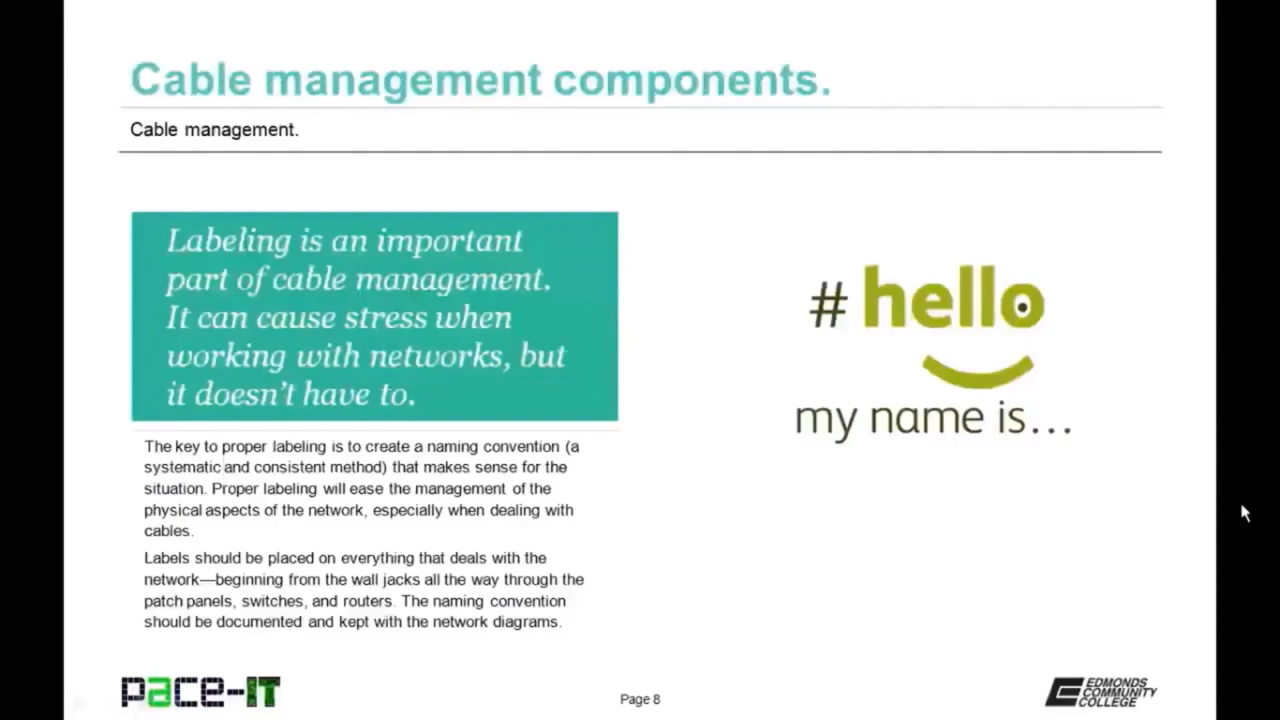 Cable management components.
Cable management.
Labeling is an important
part of cable management.
It can cause stress when
working with networks, but
it doesn't have to.
The key to proper labeling is to create a naming convention (a
systematic and consistent method) that makes sense for the
situation. Proper labeling will ease the management of the
physical aspects of the network, especially when dealing with
cables.
Labels should be placed on everything that deals with the
network—beginning from the wall jacks all the way through the
patch panels, switches, and routers. The naming convention
should be documented and kept with the network diagrams.
# hello
my name is...
pace-IT
Page 8
EDMONDS
COMMUNITY
COLLEGE